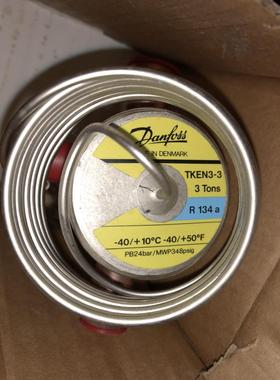 Danfoss
IN DENMARK
TKEN3-3
3 Tons
R 134 a
-40/+10°C -40/+50°F
PB24bar/MWP348psig